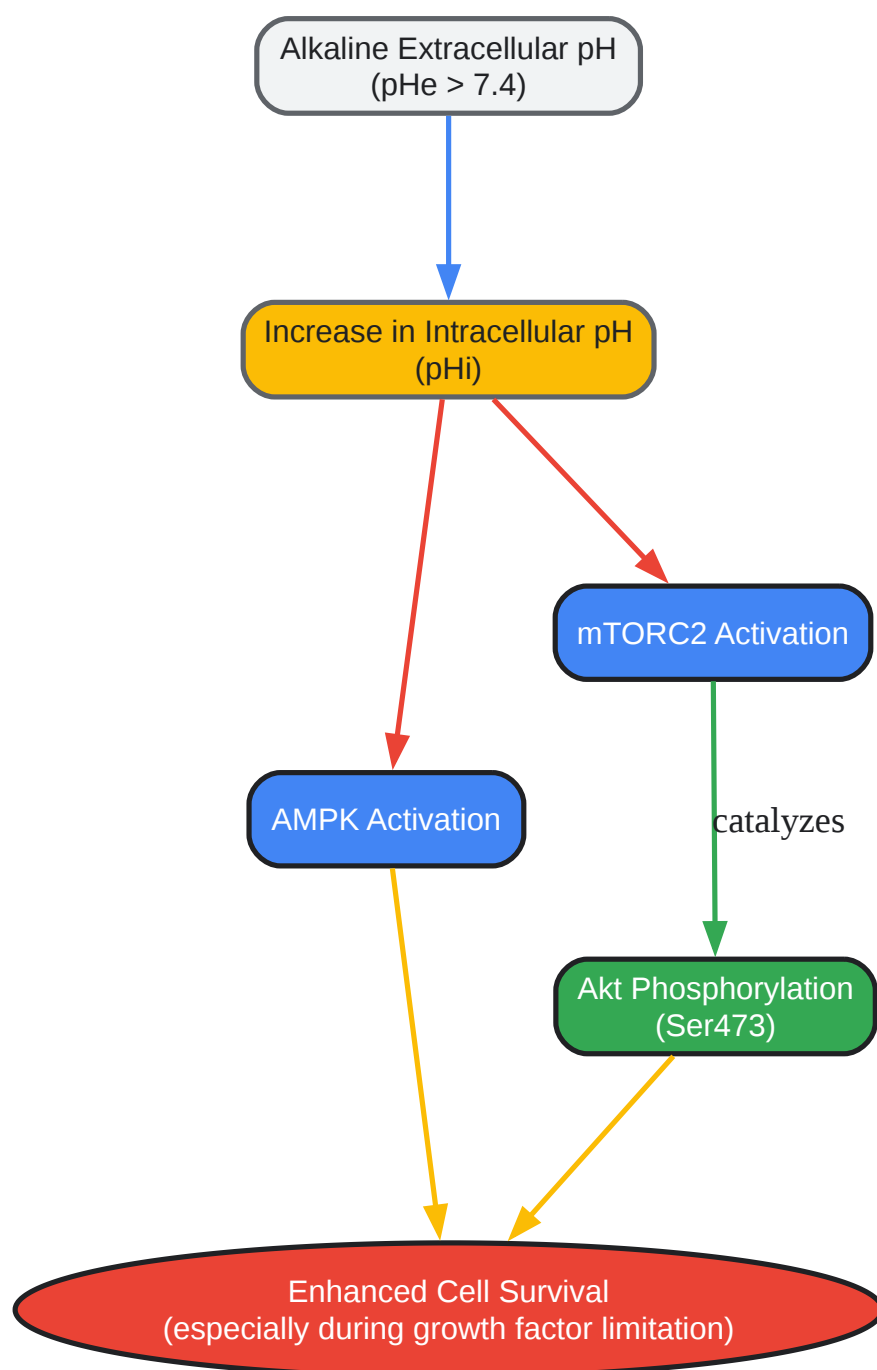 Alkaline Extracellular pH
(pHe > 7.4)
Increase in Intracellular pH
(pHi)
mTORC2 Activation
AMPK Activation
catalyzes
Akt Phosphorylation
(Ser473)
Enhanced Cell Survival
(especially during growth factor limitation)